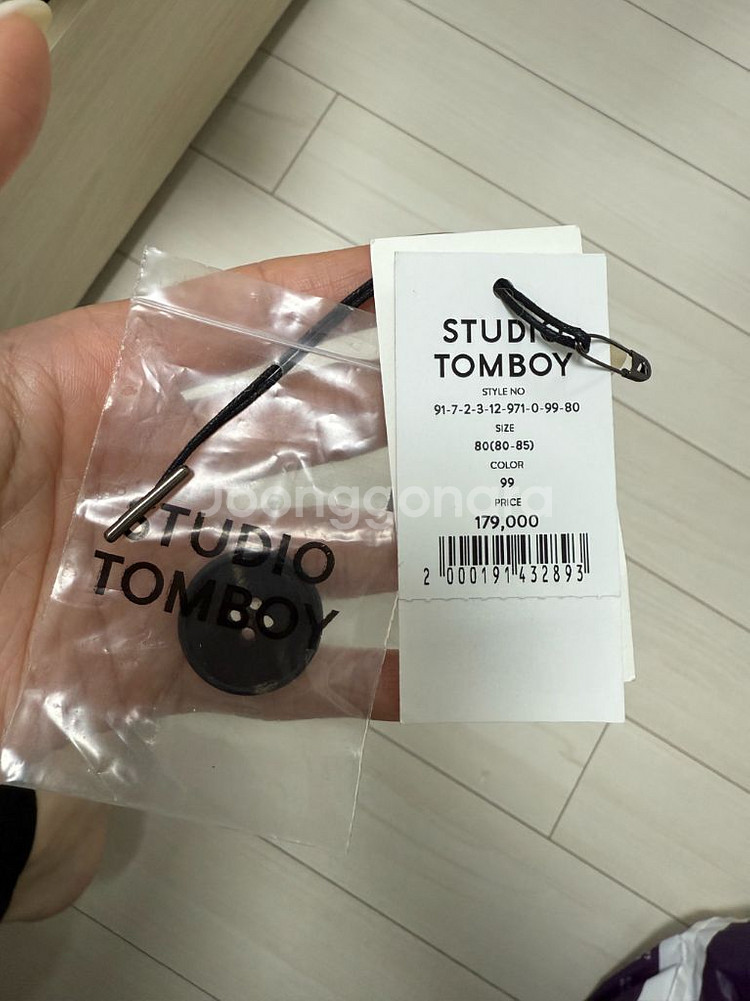 STUDIO
TOMBOY
STYLE NO
91-7-2-3-12-971-0-99-80
SIZE
80(80-85)
COLOR
99
PRICE
179,000
2 000191 432893
STUDIO
TOMBOY
Joonggonara